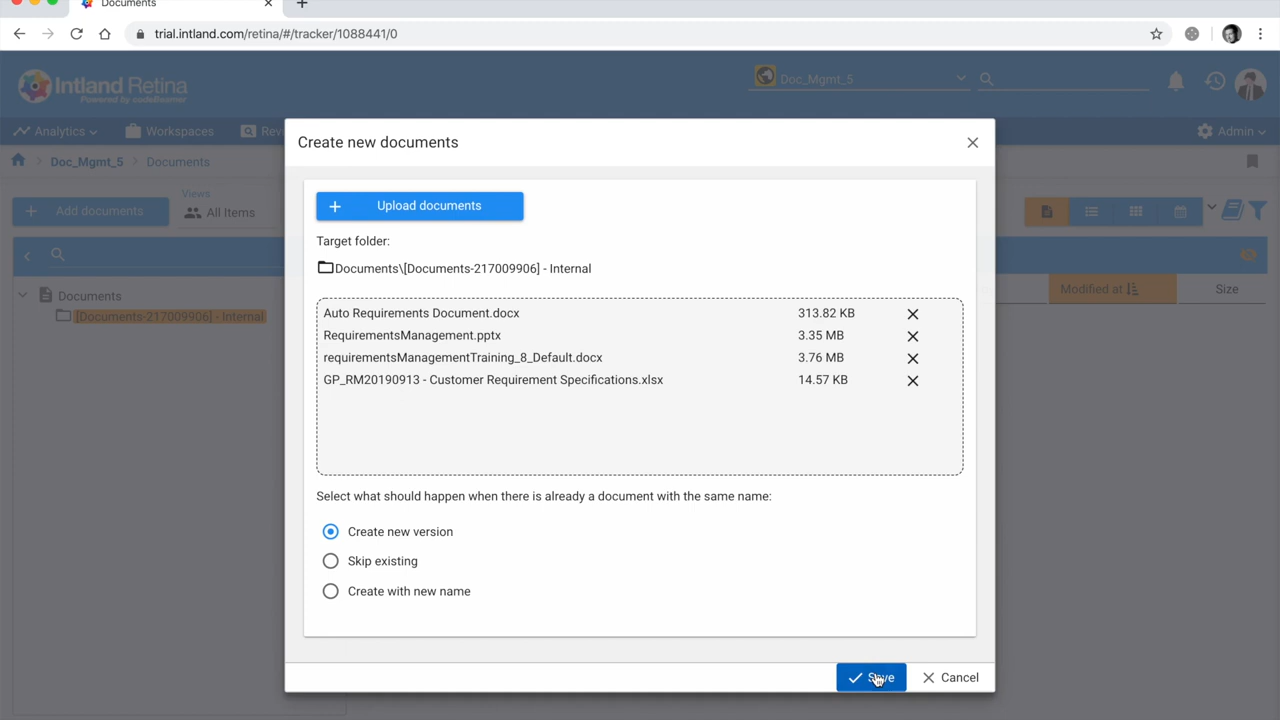 Documents
trial.intland.com/retina/#/tracker/1088441/0
Intland Retina
Powered by codeBeamer
Doc_Mgmt_5
Analytics
Workspaces
Admin
Doc_Mgmt_5
Documents
Add documents
Views
All Items
Documents
[Documents-217009906] - Internal
Modified at
Size
Create new documents
Upload documents
Target folder:
Documents\[Documents-217009906] - Internal
Auto Requirements Document.docx 313.82 KB
RequirementsManagement.pptx 3.35 MB
requirementsManagementTraining_8_Default.docx 3.76 MB
GP_RM20190913 - Customer Requirement Specifications.xlsx 14.57 KB
Select what should happen when there is already a document with the same name:
Create new version
Skip existing
Create with new name
Save
Cancel